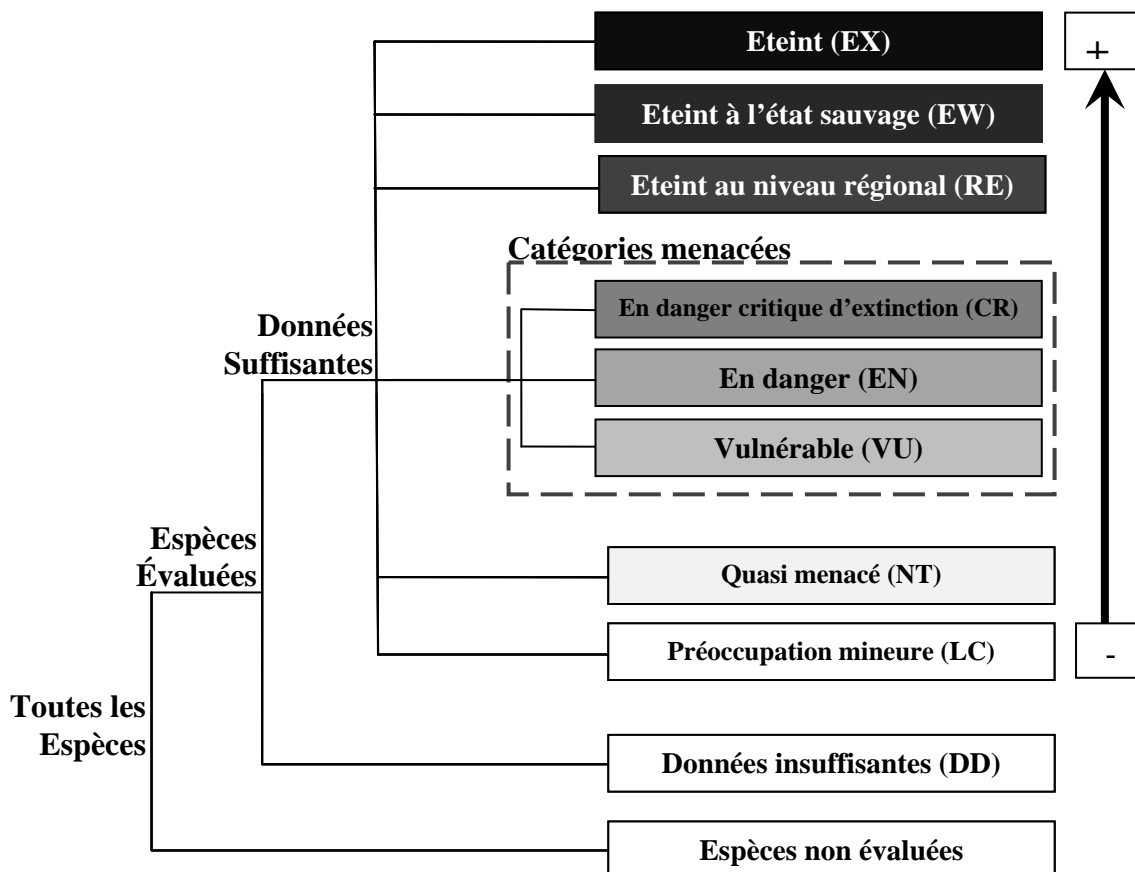 Eteint (EX)
+
Eteint à l’état sauvage (EW)
Eteint au niveau régional (RE)
Catégories menacées
En danger critique d’extinction (CR)
Données
Suffisantes
En danger (EN)
Vulnérable (VU)
Espèces
Évaluées
Quasi menacé (NT)
Préoccupation mineure (LC)
-
Toutes les
Espèces
Données insuffisantes (DD)
Espèces non évaluées